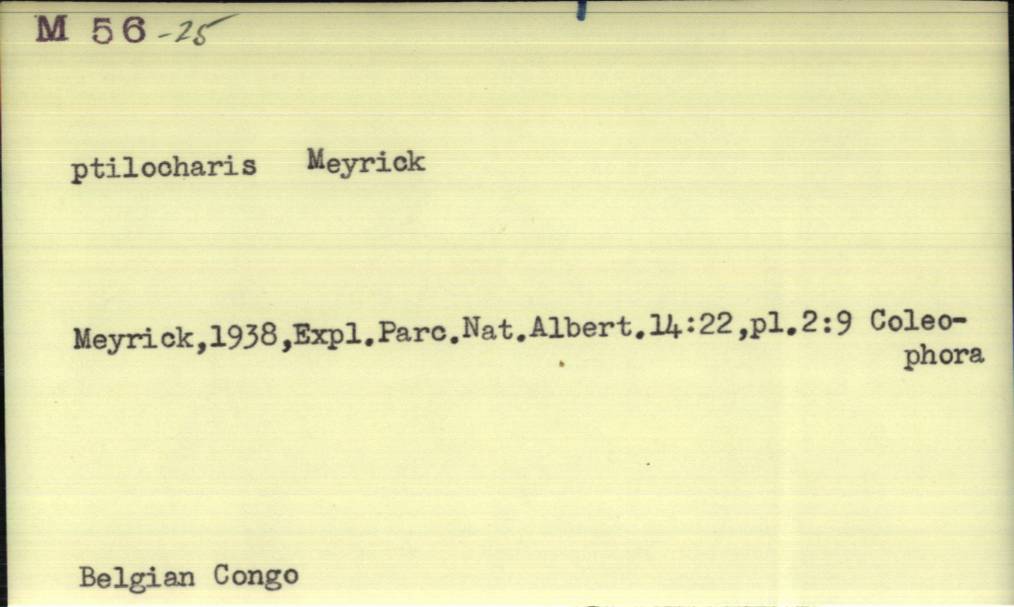 M 56-25
ptilocharis Meyrick
Meyrick,1938,Expl.Parc.Nat.Albert.14:22,pl.2:9 Coleo-
phora
Belgian Congo